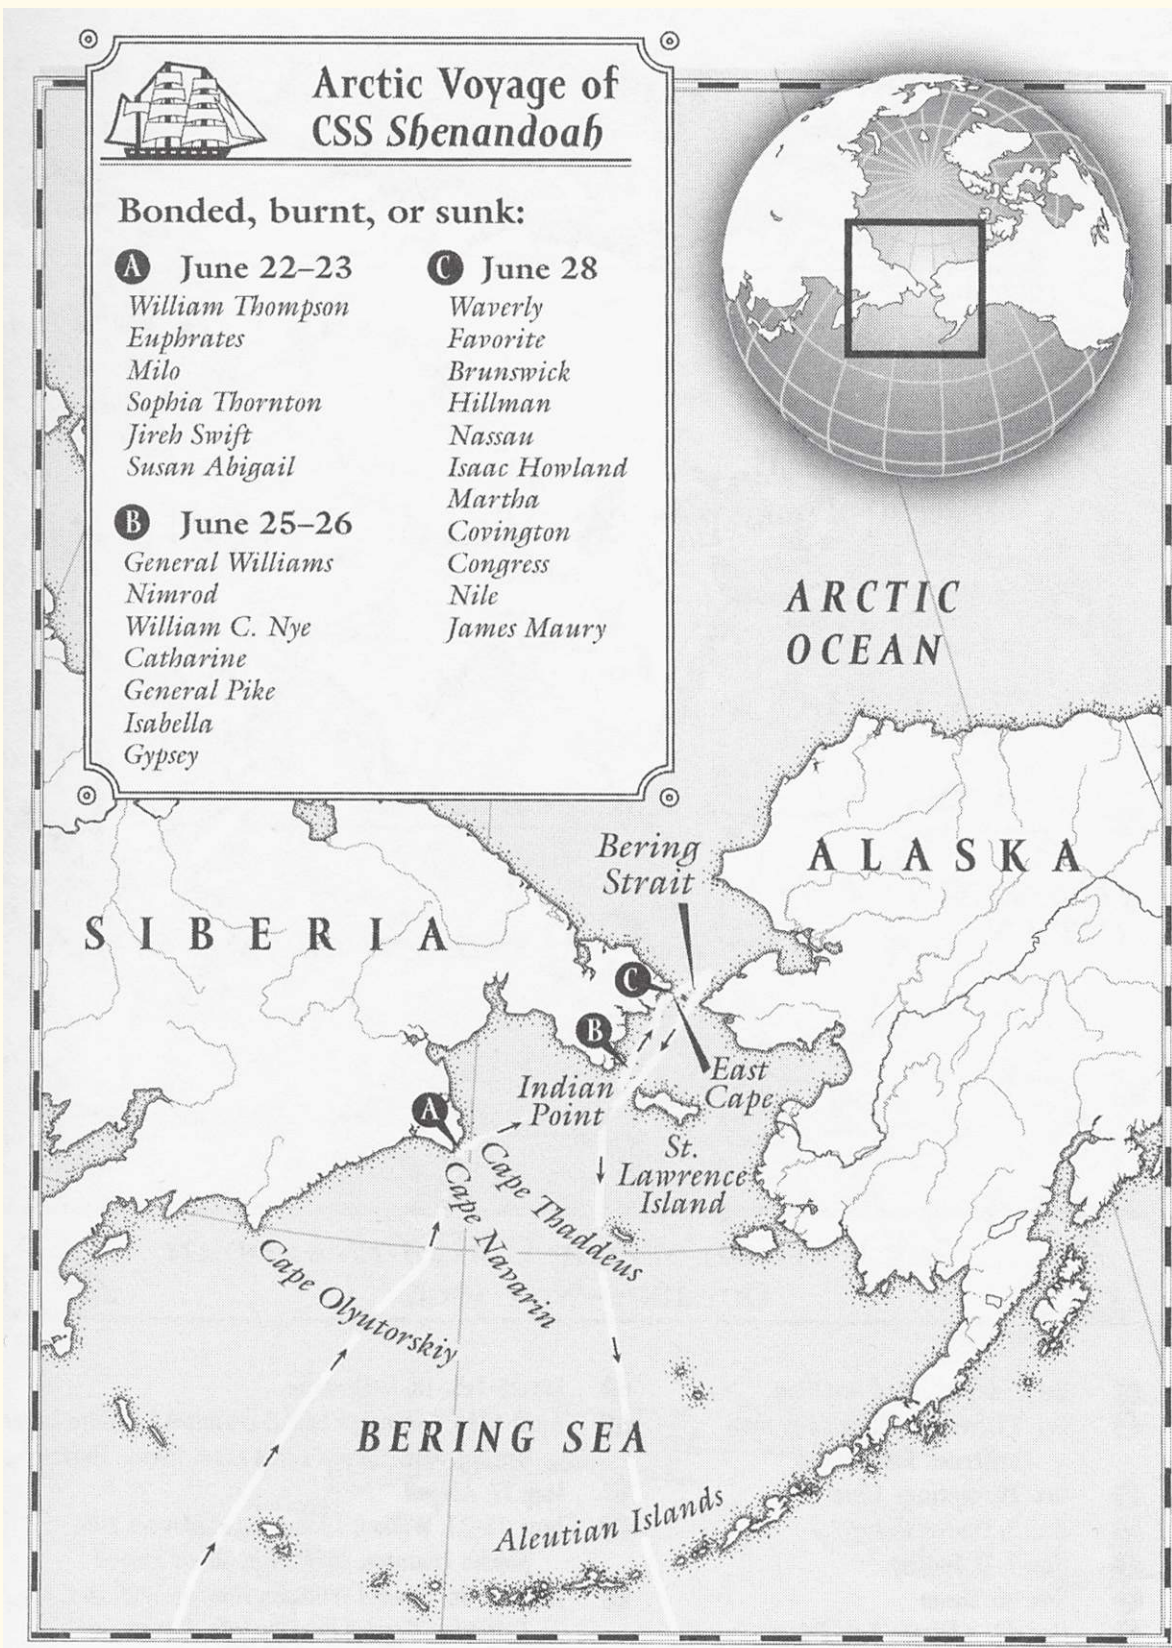 Arctic Voyage of
CSS Shenandoah
Bonded, burnt, or sunk:
A June 22–23
William Thompson
Euphrates
Milo
Sophia Thornton
Jireh Swift
Susan Abigail
B June 25–26
General Williams
Nimrod
William C. Nye
Catharine
General Pike
Isabella
Gypsey
C June 28
Waverly
Favorite
Brunswick
Hillman
Nassau
Isaac Howland
Martha
Covington
Congress
Nile
James Maury
ARCTIC
OCEAN
Bering
Strait
ALASKA
SIBERIA
C
B
East
Cape
Indian
Point
A
St.
Lawrence
Island
Cape Thaddeus
Cape Navarin
Cape Olyutorskiy
BERING SEA
Aleutian Islands